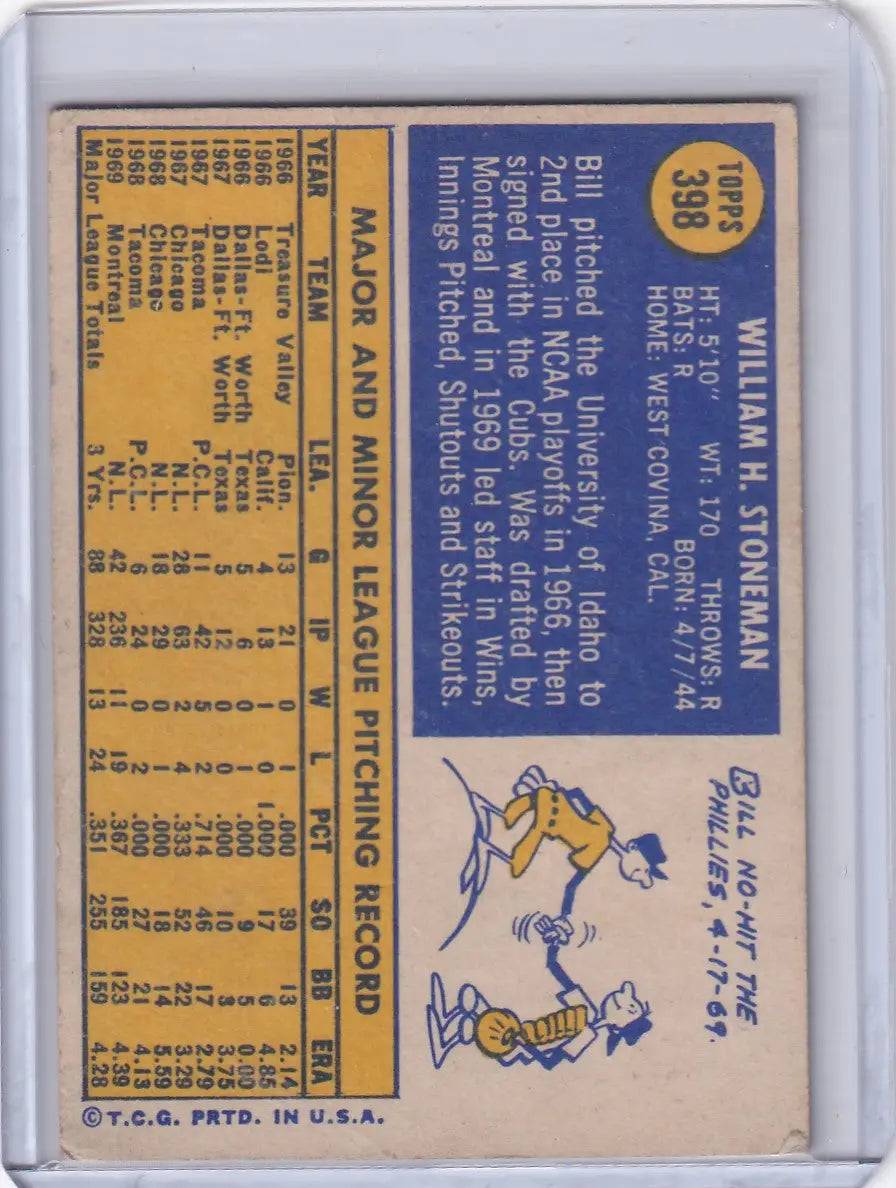 TOPPS
398
WILLIAM H. STONEMAN
HT: 5'10" WT: 170 THROWS: R
BATS: R BORN: 4/7/44
HOME: WEST COVINA, CAL.
Bill pitched the University of Idaho to
2nd place in NCAA playoffs in 1966, then
signed with the Cubs. Was drafted by
Montreal and in 1969 led staff in Wins,
Innings Pitched, Shutouts and Strikeouts.
BILL NO-HIT THE
PHILLIES, 4-17-69.
MAJOR AND MINOR LEAGUE PITCHING RECORD
YEAR TEAM LEA. G IP W L PCT SO BB ERA
1966 Treasure Valley Pion. 13 21 0 1 .000 39 13 2.14
1966 Lodi Calif. 4 13 1 0 1.000 17 6 4.85
1966 Dallas-Ft. Worth Texas 5 6 0 1 .000 9 5 0.00
1967 Dallas-Ft. Worth Texas 5 12 0 0 .000 10 3 3.75
1967 Tacoma P.C.L. 11 42 5 2 .714 46 17 2.79
1967 Chicago N.L. 28 63 2 4 .333 52 22 3.29
1968 Chicago N.L. 18 29 0 1 .000 18 14 5.59
1968 Tacoma P.C.L. 6 24 0 2 .000 27 21 4.13
1969 Montreal N.L. 42 236 11 19 .367 185 123 4.39
Major League Totals 3 Yrs. 88 328 13 24 .351 255 159 4.28
©T.C.G. PRTD. IN U.S.A.